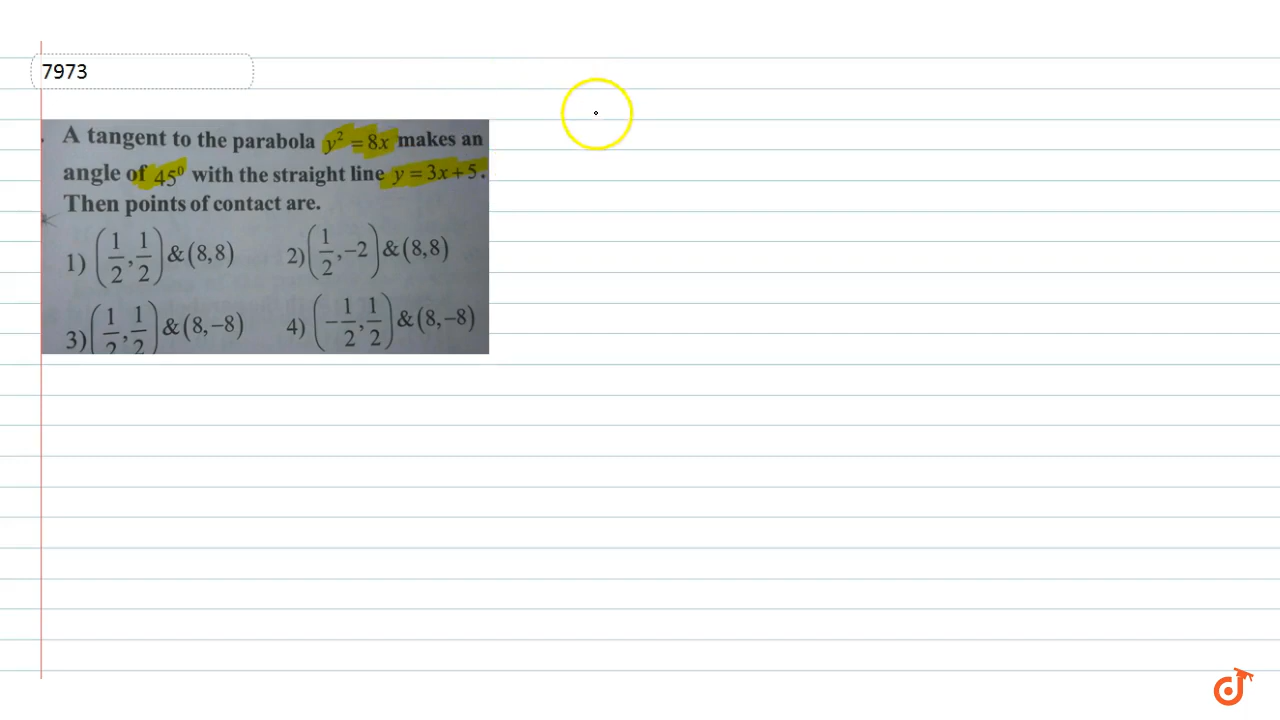 7973
A tangent to the parabola y² = 8x makes an
angle of 45⁰ with the straight line y = 3x + 5.
Then points of contact are.
1) (1/2, 1/2) & (8,8) 2) (1/2, −2) & (8,8)
3) (1/2, 1/2) & (8,−8) 4) (−1/2, 1/2) & (8,−8)